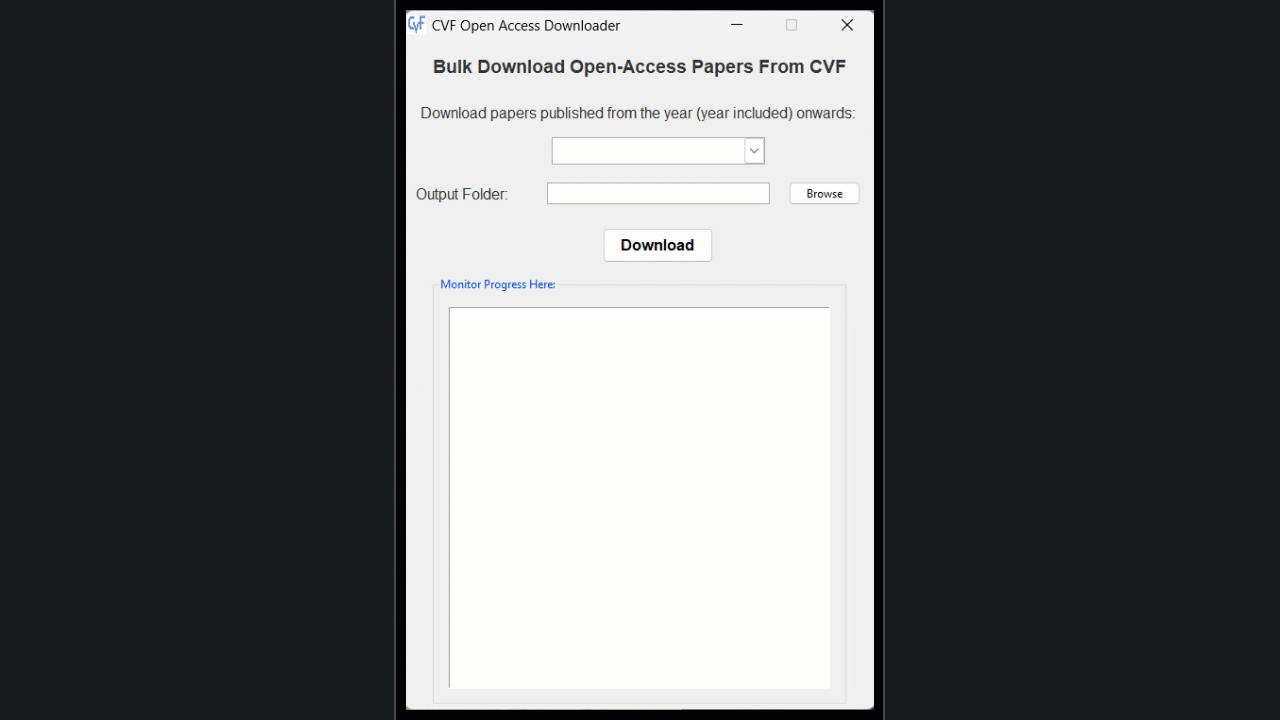 CVF CVF Open Access Downloader
Bulk Download Open-Access Papers From CVF
Download papers published from the year (year included) onwards:
Output Folder: Browse
Download
Monitor Progress Here: